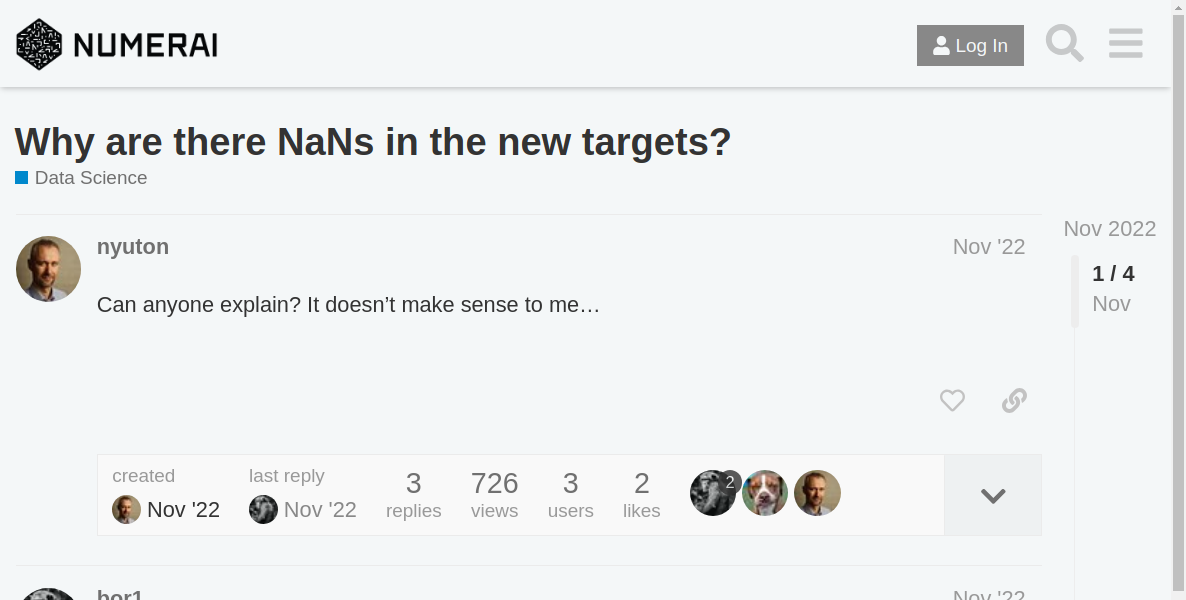 NUMERAI
Log In
Why are there NaNs in the new targets?
Data Science
nyuton
Nov '22
Can anyone explain? It doesn’t make sense to me…
Nov 2022
1 / 4
Nov
created
last reply
3
726
3
2
2
Nov '22
Nov '22
replies
views
users
likes
bor1
Nov '22